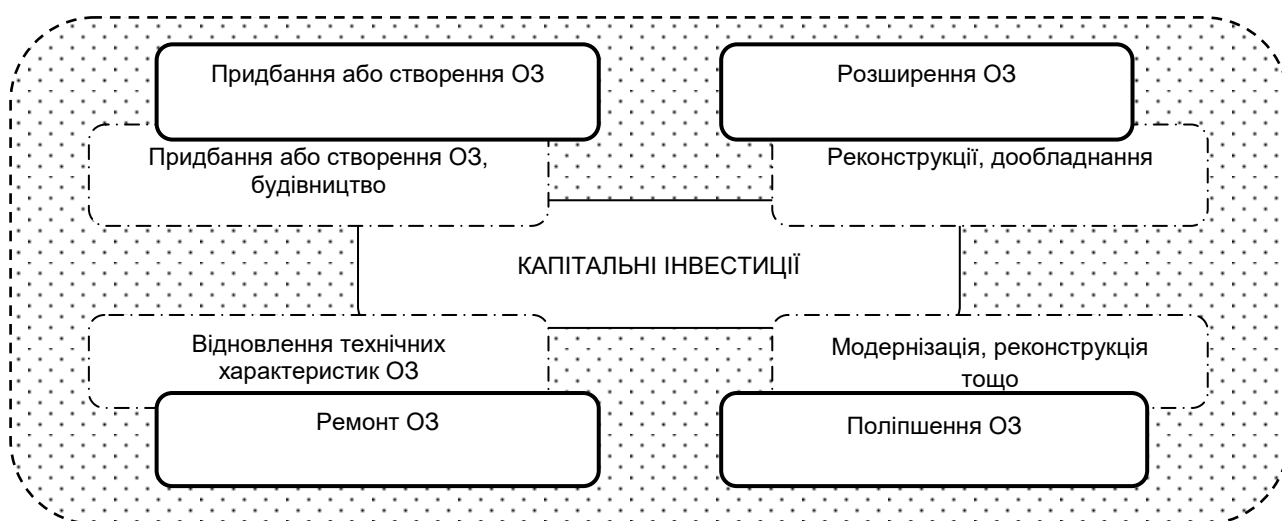 Придбання або створення ОЗ
Розширення ОЗ
Придбання або створення ОЗ,
будівництво
Реконструкції, дообладнання
КАПІТАЛЬНІ ІНВЕСТИЦІЇ
Відновлення технічних
характеристик ОЗ
Модернізація, реконструкція
тощо
Ремонт ОЗ
Поліпшення ОЗ